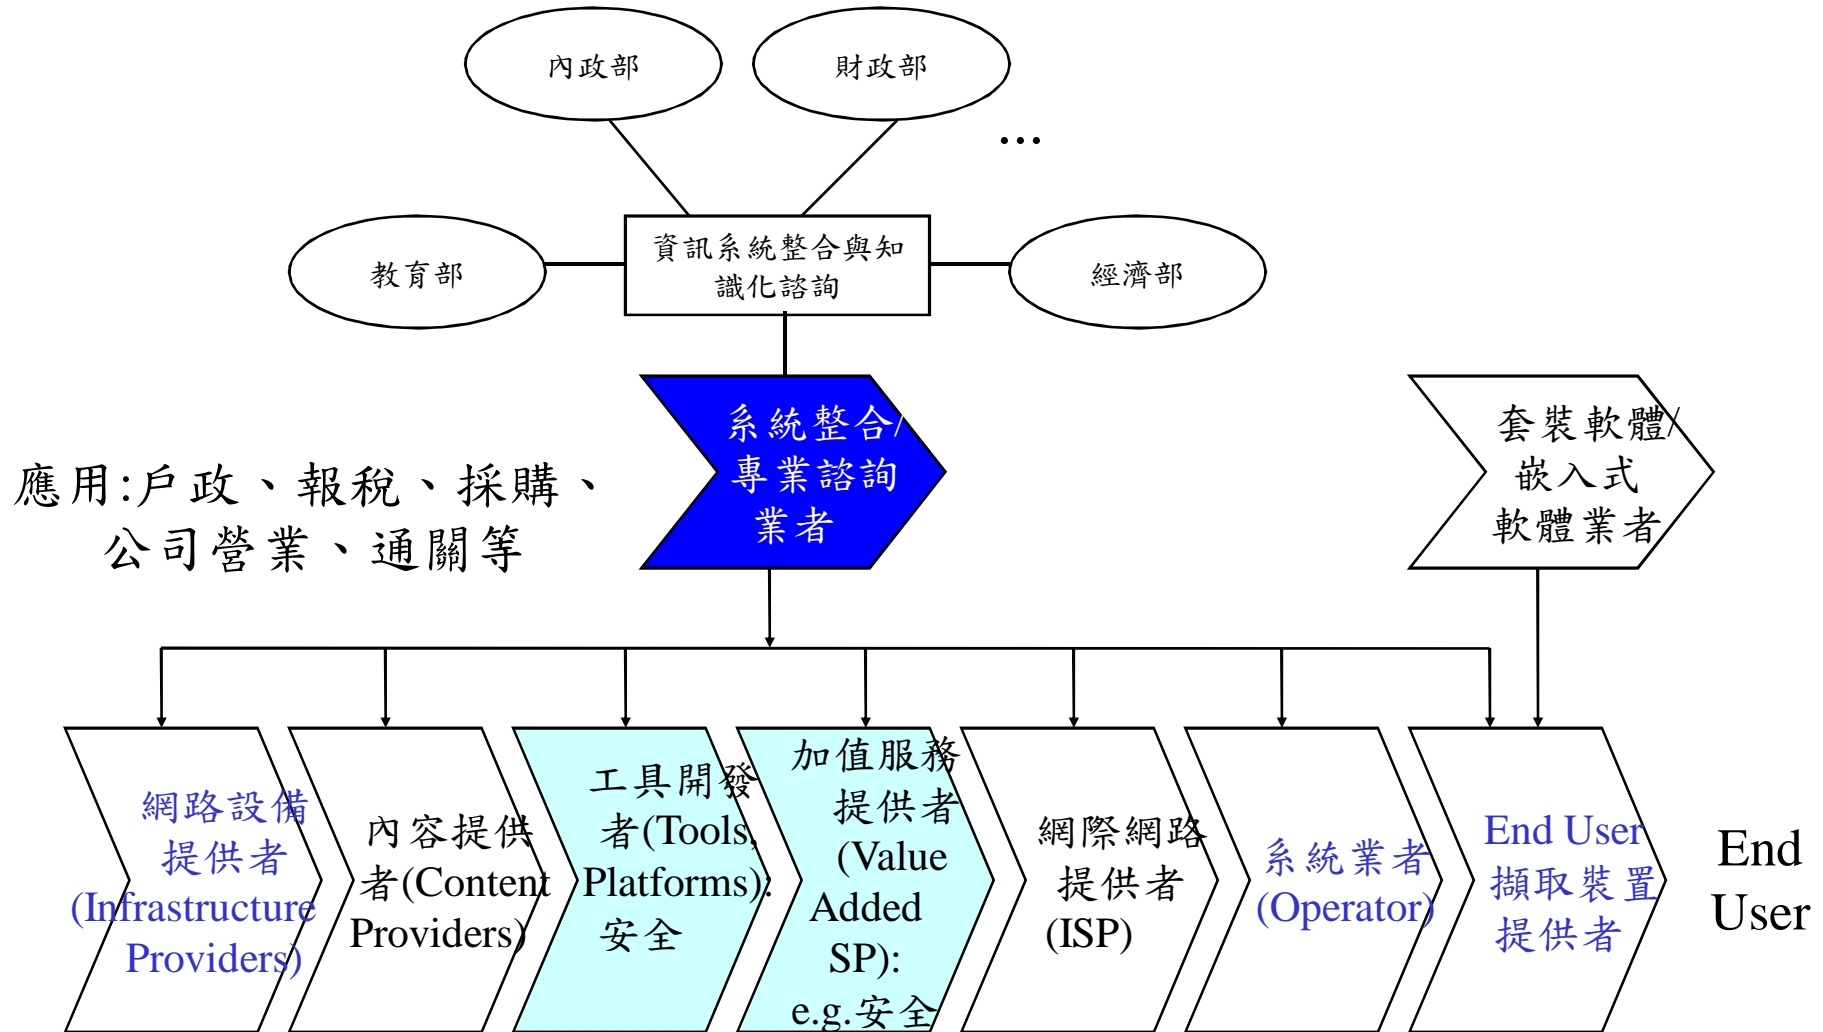 內政部
財政部
...
教育部
資訊系統整合與知
識化諮詢
經濟部
系統整合/
專業諮詢
業者
套裝軟體/
嵌入式
軟體業者
應用:戶政、報稅、採購、
公司營業、通關等
網路設備
提供者
(Infrastructure
Providers)
內容提供
者(Content
Providers)
工具開發
者(Tools,
Platforms):
安全
加值服務
提供者
(Value
Added
SP):
e.g.安全
網際網路
提供者
(ISP)
系統業者
(Operator)
End User
擷取裝置
提供者
End
User